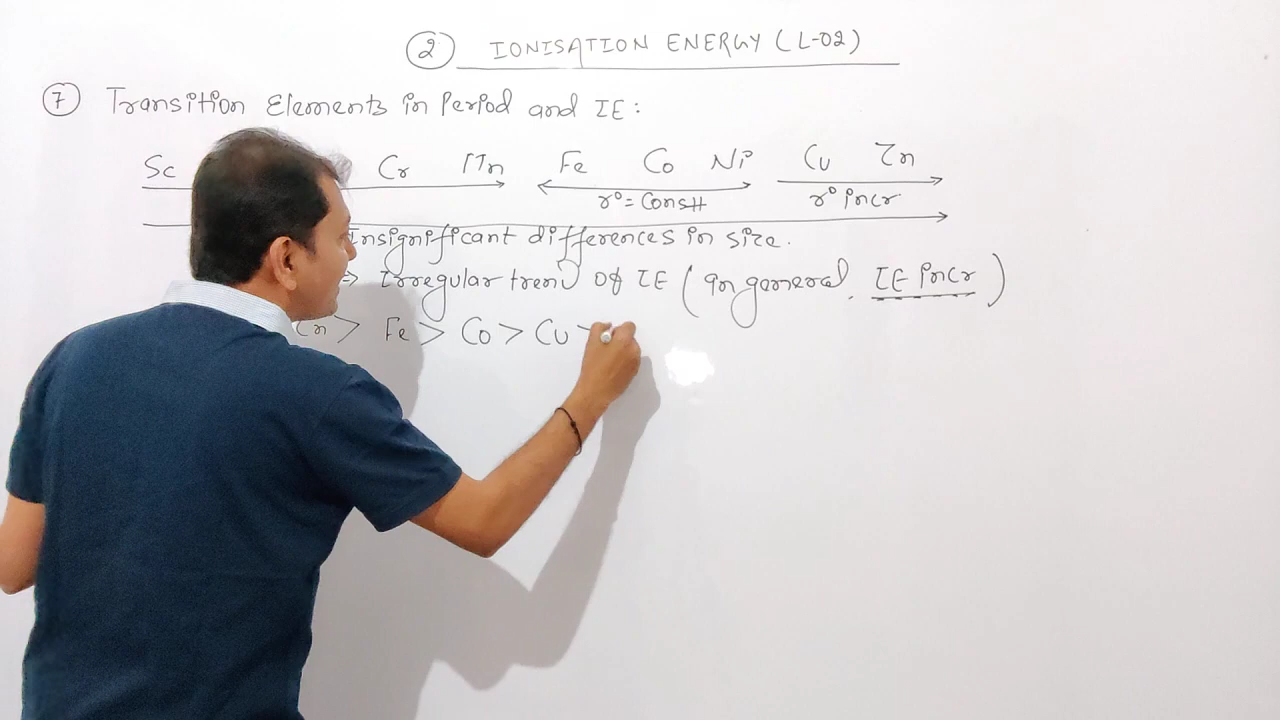 2 IONISATION ENERGY (L-02)
7 Transition Elements in Period and IE:
Sc Cr Mn Fe Co Ni Cu Zn
r° = Const r° incr
Insignificant differences in size.
⇒ Irregular trend of IE (In general, IE incr)
Zn > Fe > Co > Cu >